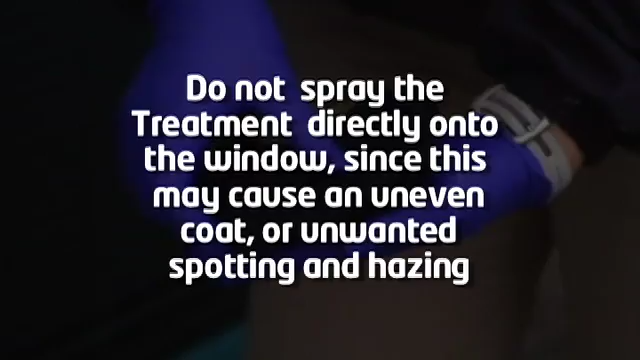 Do not spray the
Treatment directly onto
the window, since this
may cause an uneven
coat, or unwanted
spotting and hazing